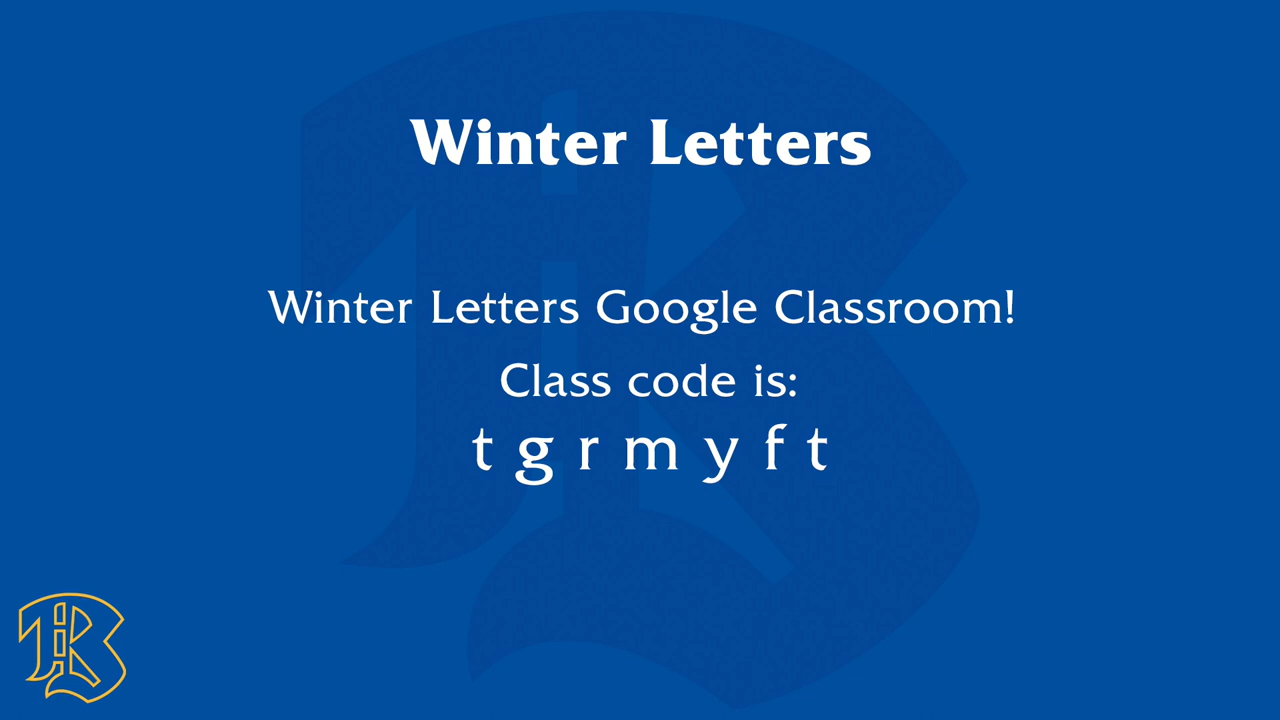 Winter Letters
Winter Letters Google Classroom!
Class code is:
t g r m y f t